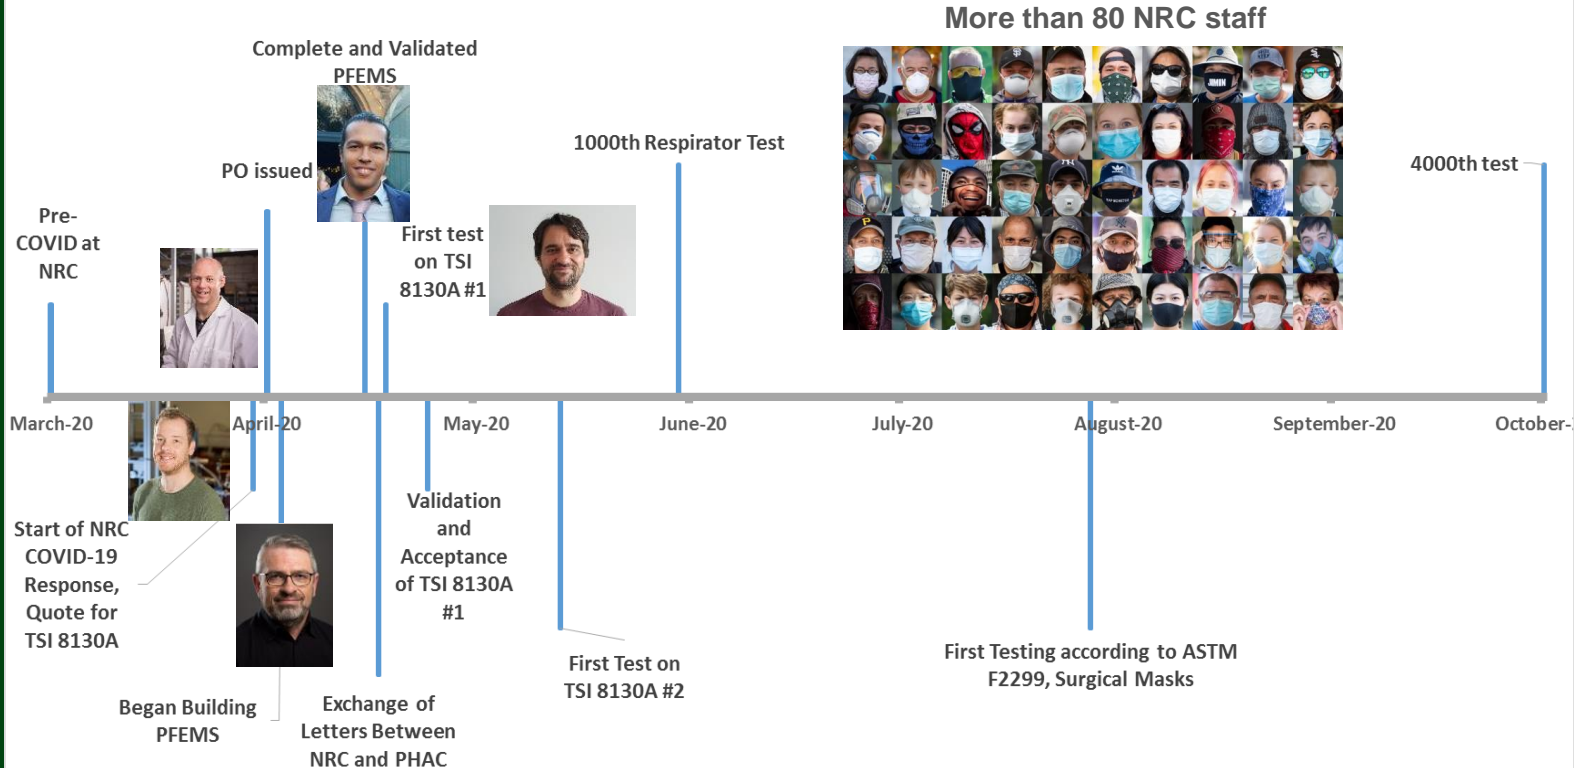 More than 80 NRC staff
Complete and Validated
PFEMS
1000th Respirator Test
PO issued
4000th test
Pre-
COVID at
NRC
First test
on TSI
8130A #1
JIMIN
March-20
April-20
May-20
June-20
July-20
August-20
September-20
October-
Start of NRC
COVID-19
Response,
Quote for
TSI 8130A
Validation
and
Acceptance
of TSI 8130A
#1
First Test on
TSI 8130A #2
First Testing according to ASTM
F2299, Surgical Masks
Began Building
PFEMS
Exchange of
Letters Between
NRC and PHAC